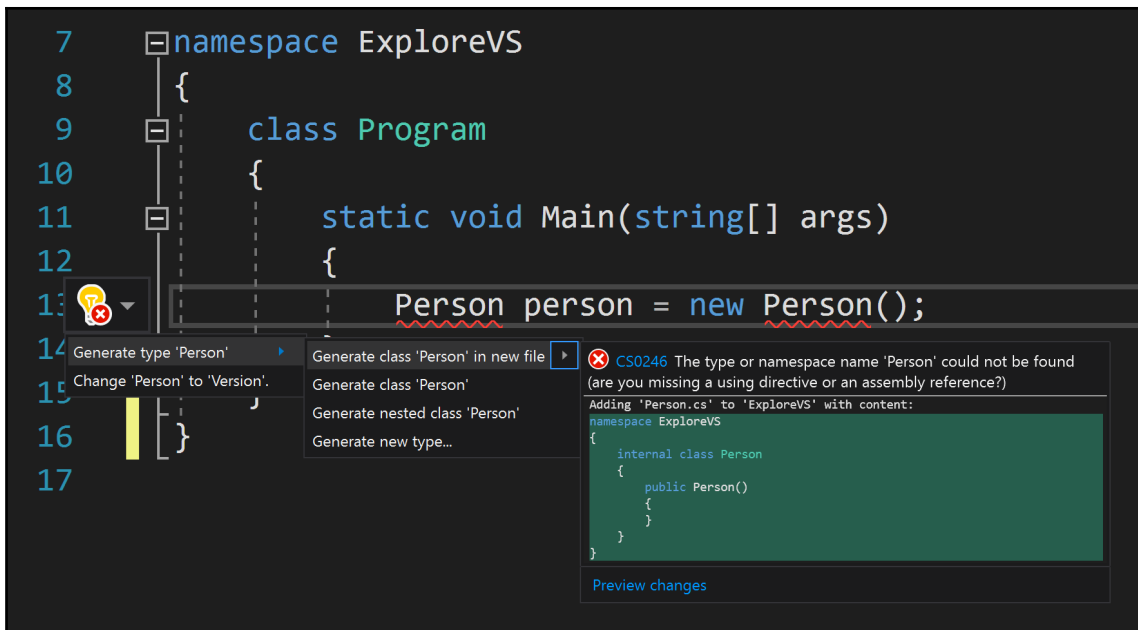 7 namespace ExploreVS
8 {
9 class Program
10 {
11 static void Main(string[] args)
12 {
13 Person person = new Person();
14
15 }
16 }
17
Generate type 'Person'
Change 'Person' to 'Version'.
Generate class 'Person' in new file
Generate class 'Person'
Generate nested class 'Person'
Generate new type...
CS0246 The type or namespace name 'Person' could not be found
(are you missing a using directive or an assembly reference?)
Adding 'Person.cs' to 'ExploreVS' with content:
namespace ExploreVS
{
internal class Person
{
public Person()
{
}
}
}
Preview changes